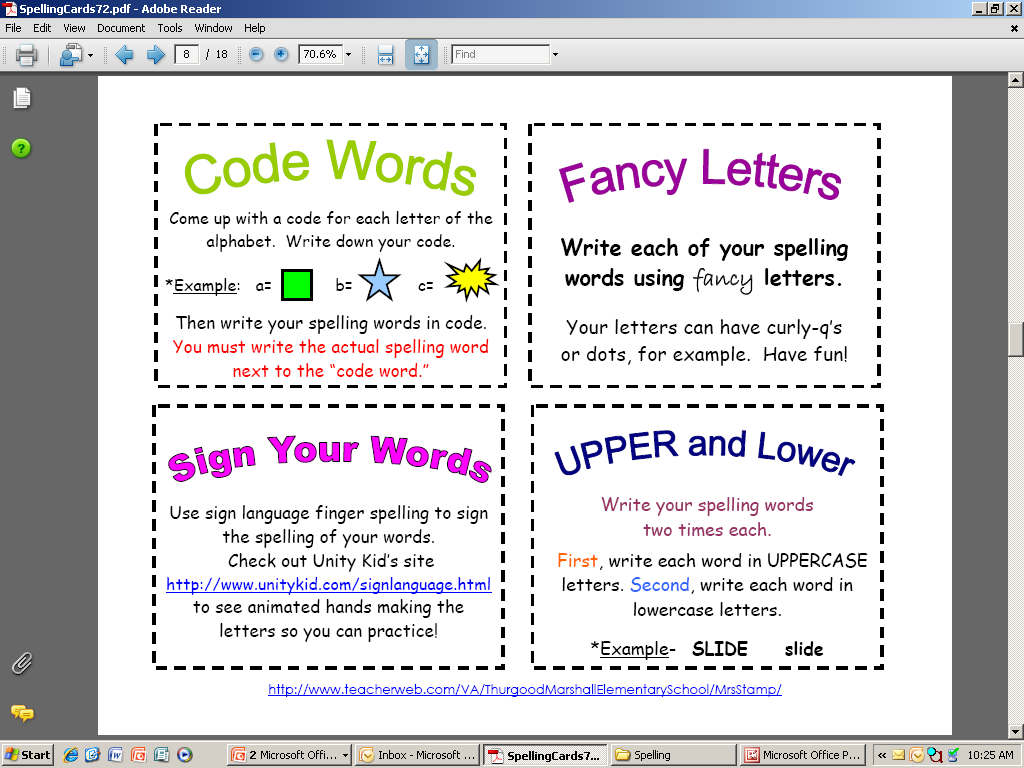 SpellingCards72.pdf - Adobe Reader
File Edit View Document Tools Window Help
8 / 18 70.6% Find
Code Words
Come up with a code for each letter of the
alphabet. Write down your code.
*Example: a= b= c=
Then write your spelling words in code.
You must write the actual spelling word
next to the “code word.”
Fancy Letters
Write each of your spelling
words using fancy letters.
Your letters can have curly-q’s
or dots, for example. Have fun!
Sign Your Words
Use sign language finger spelling to sign
the spelling of your words.
Check out Unity Kid’s site
http://www.unitykid.com/signlanguage.html
to see animated hands making the
letters so you can practice!
UPPER and Lower
Write your spelling words
two times each.
First, write each word in UPPERCASE
letters. Second, write each word in
lowercase letters.
*Example- SLIDE slide
http://www.teacherweb.com/VA/ThurgoodMarshallElementarySchool/MrsStamp/
Start 2 Microsoft Offi... Inbox - Microsoft ... SpellingCards7... Spelling Microsoft Office P... « 10:25 AM